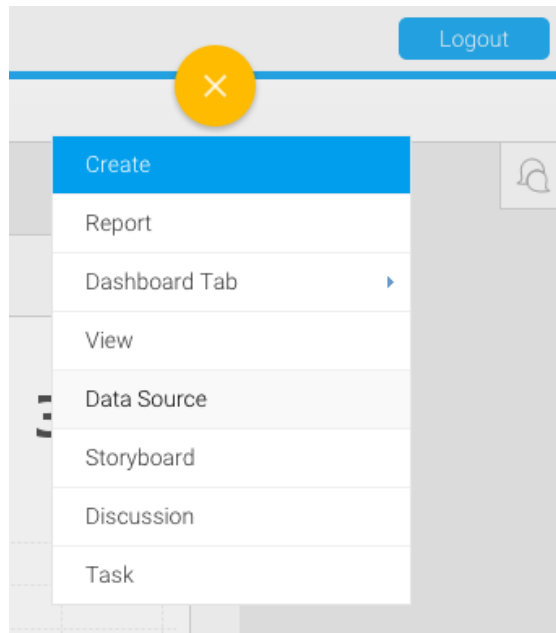 Logout
Create
Report
Dashboard Tab
View
Data Source
Storyboard
Discussion
Task